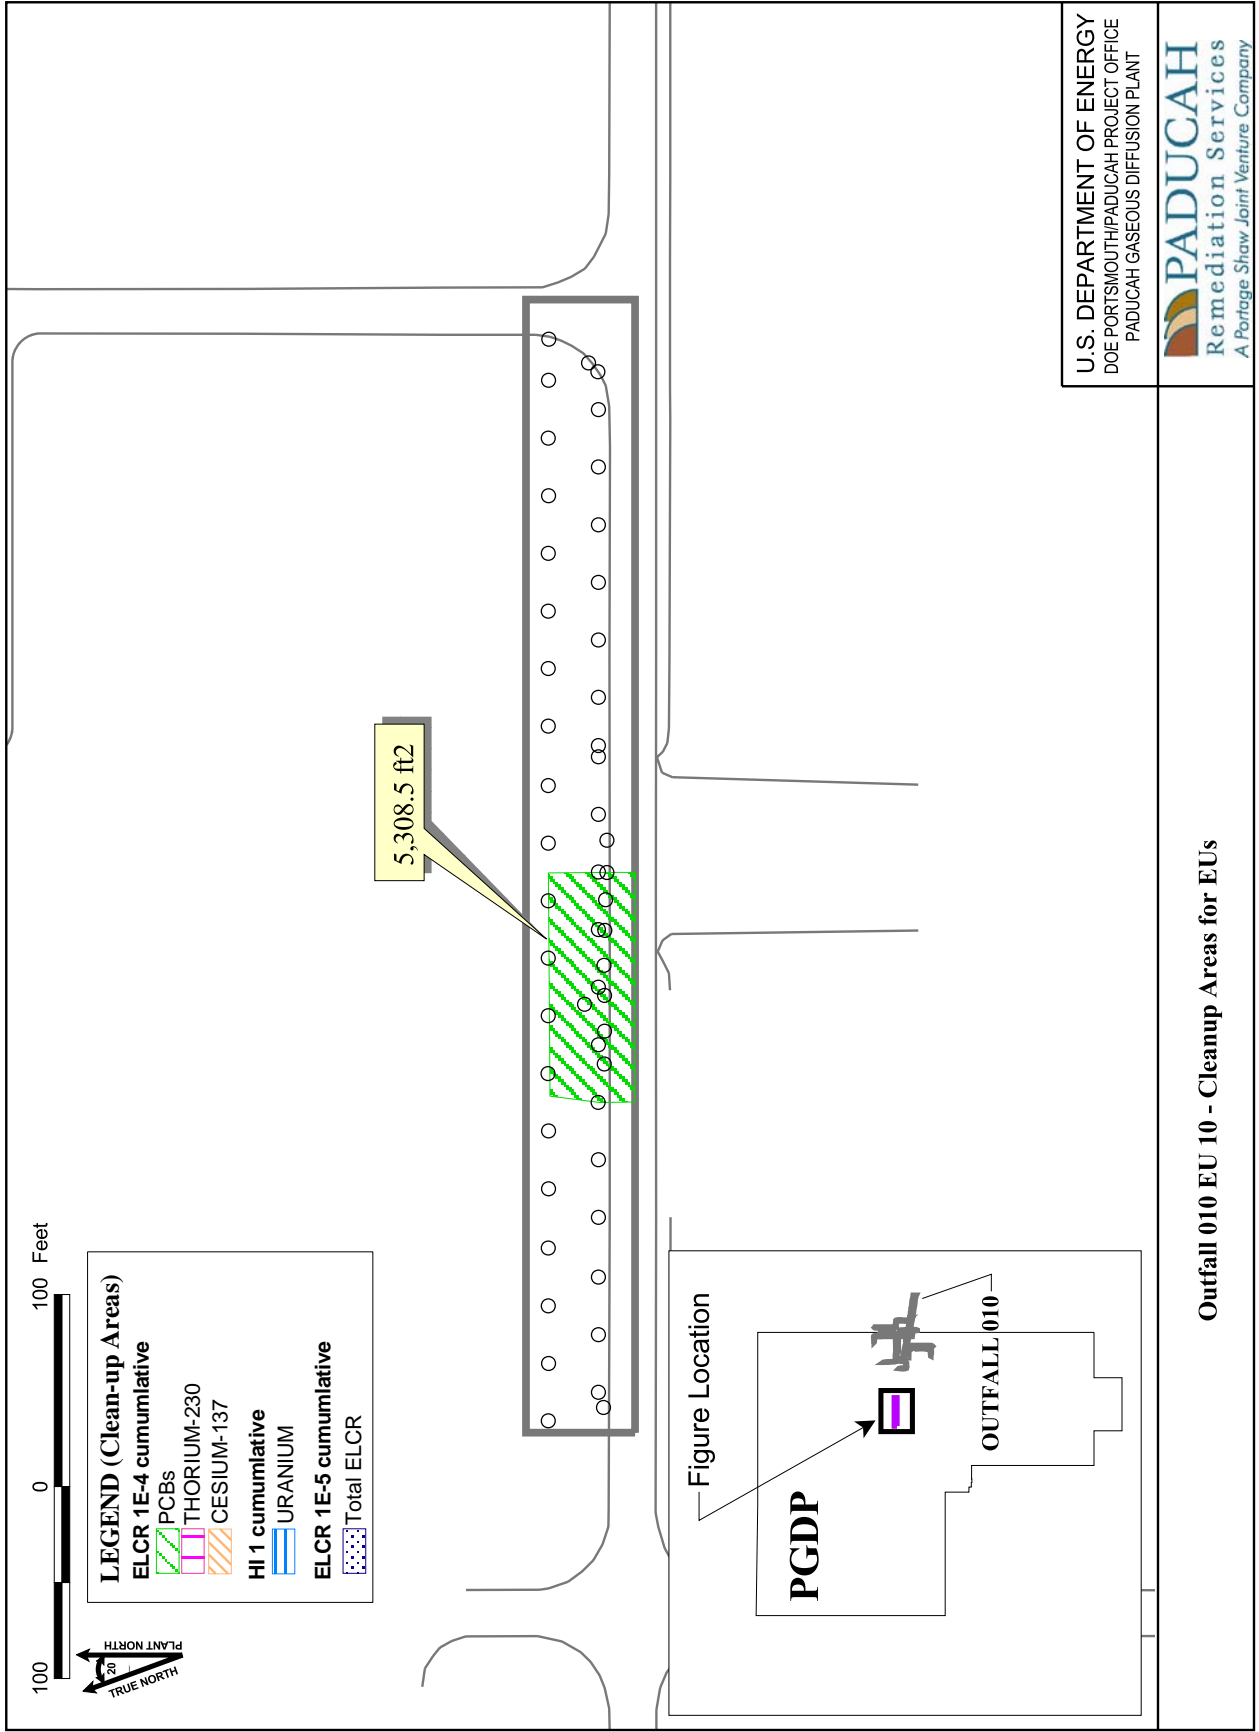 100 0 100 Feet
PLANT NORTH
20
TRUE NORTH
LEGEND (Clean-up Areas)
ELCR 1E-4 cumumlative
PCBs
THORIUM-230
CESIUM-137
HI 1 cumumlative
URANIUM
ELCR 1E-5 cumumlative
Total ELCR
5,308.5 ft2
Figure Location
PGDP
OUTFALL 010
U.S. DEPARTMENT OF ENERGY
DOE PORTSMOUTH/PADUCAH PROJECT OFFICE
PADUCAH GASEOUS DIFFUSION PLANT
Outfall 010 EU 10 - Cleanup Areas for EUs
PADUCAH
Remediation Services
A Portage Shaw Joint Venture Company